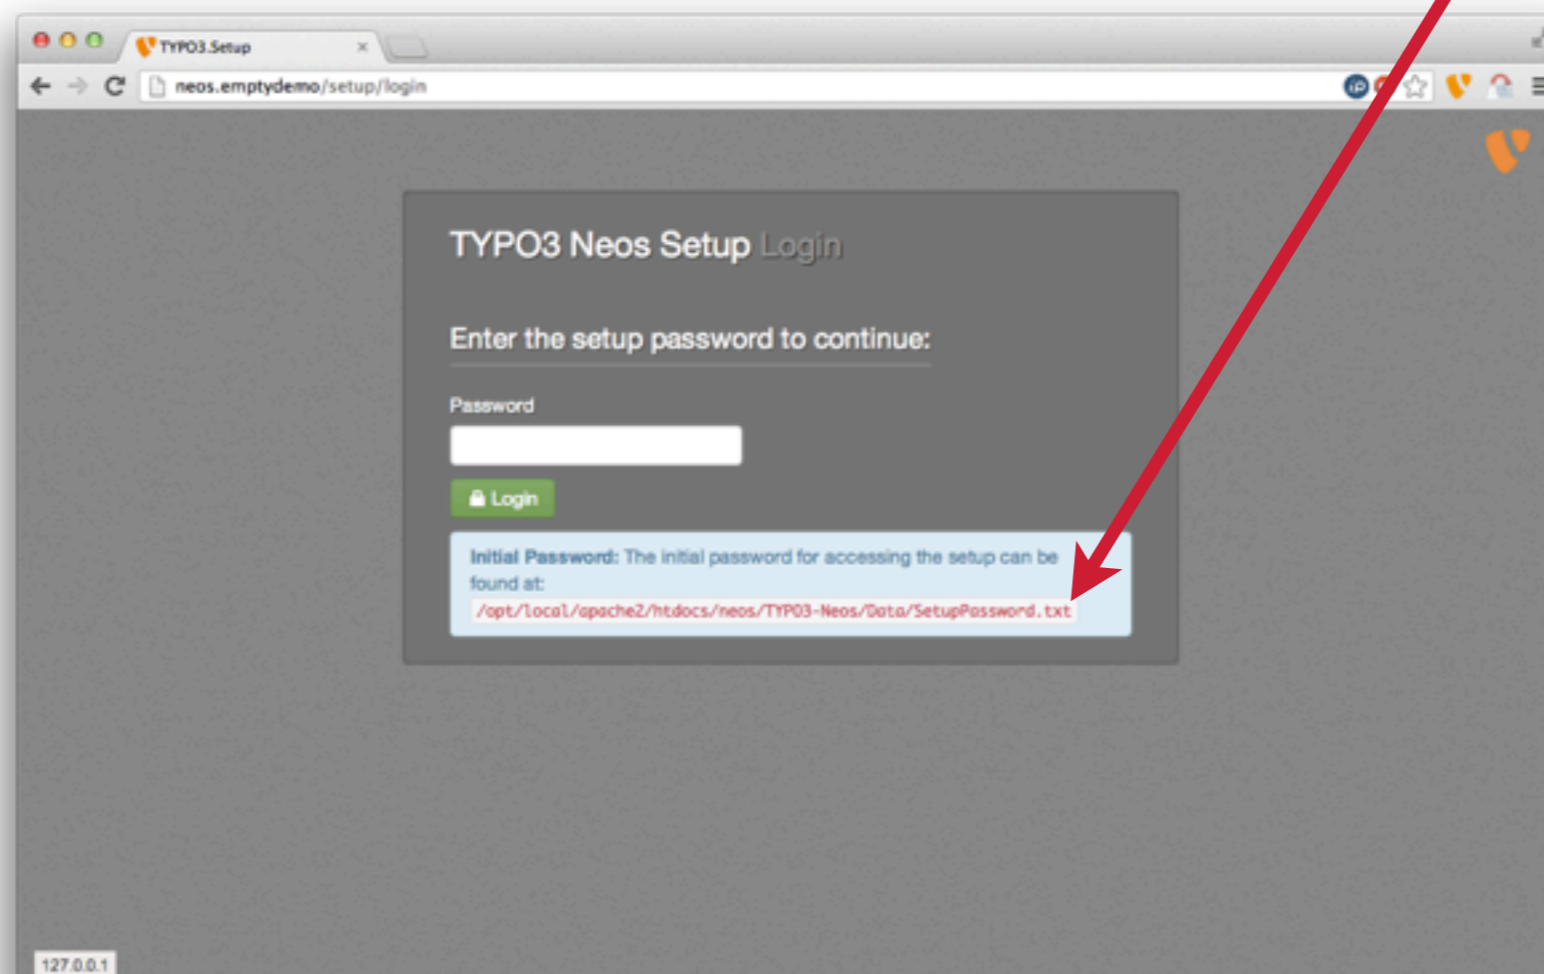 TYPO3.Setup
neos.emptydemo/setup/login
TYPO3 Neos Setup Login
Enter the setup password to continue:
Password
Login
Initial Password: The initial password for accessing the setup can be
found at:
/opt/local/apache2/htdocs/neos/TYPO3-Neos/Data/SetupPassword.txt
127.0.0.1